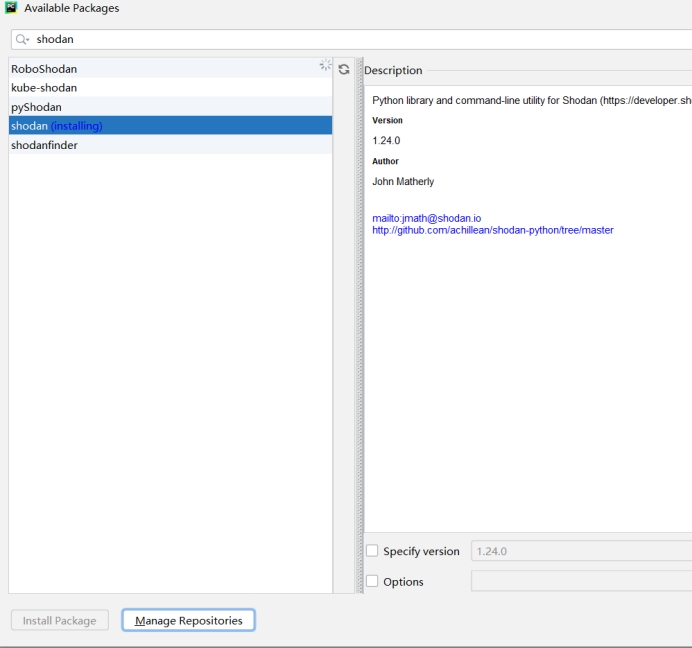 PC Available Packages
shodan
RoboShodan
kube-shodan
pyShodan
shodan (installing)
shodanfinder
Description
Python library and command-line utility for Shodan (https://developer.sh
Version
1.24.0
Author
John Matherly
mailto:jmath@shodan.io
http://github.com/achillean/shodan-python/tree/master
Specify version 1.24.0
Options
Install Package Manage Repositories